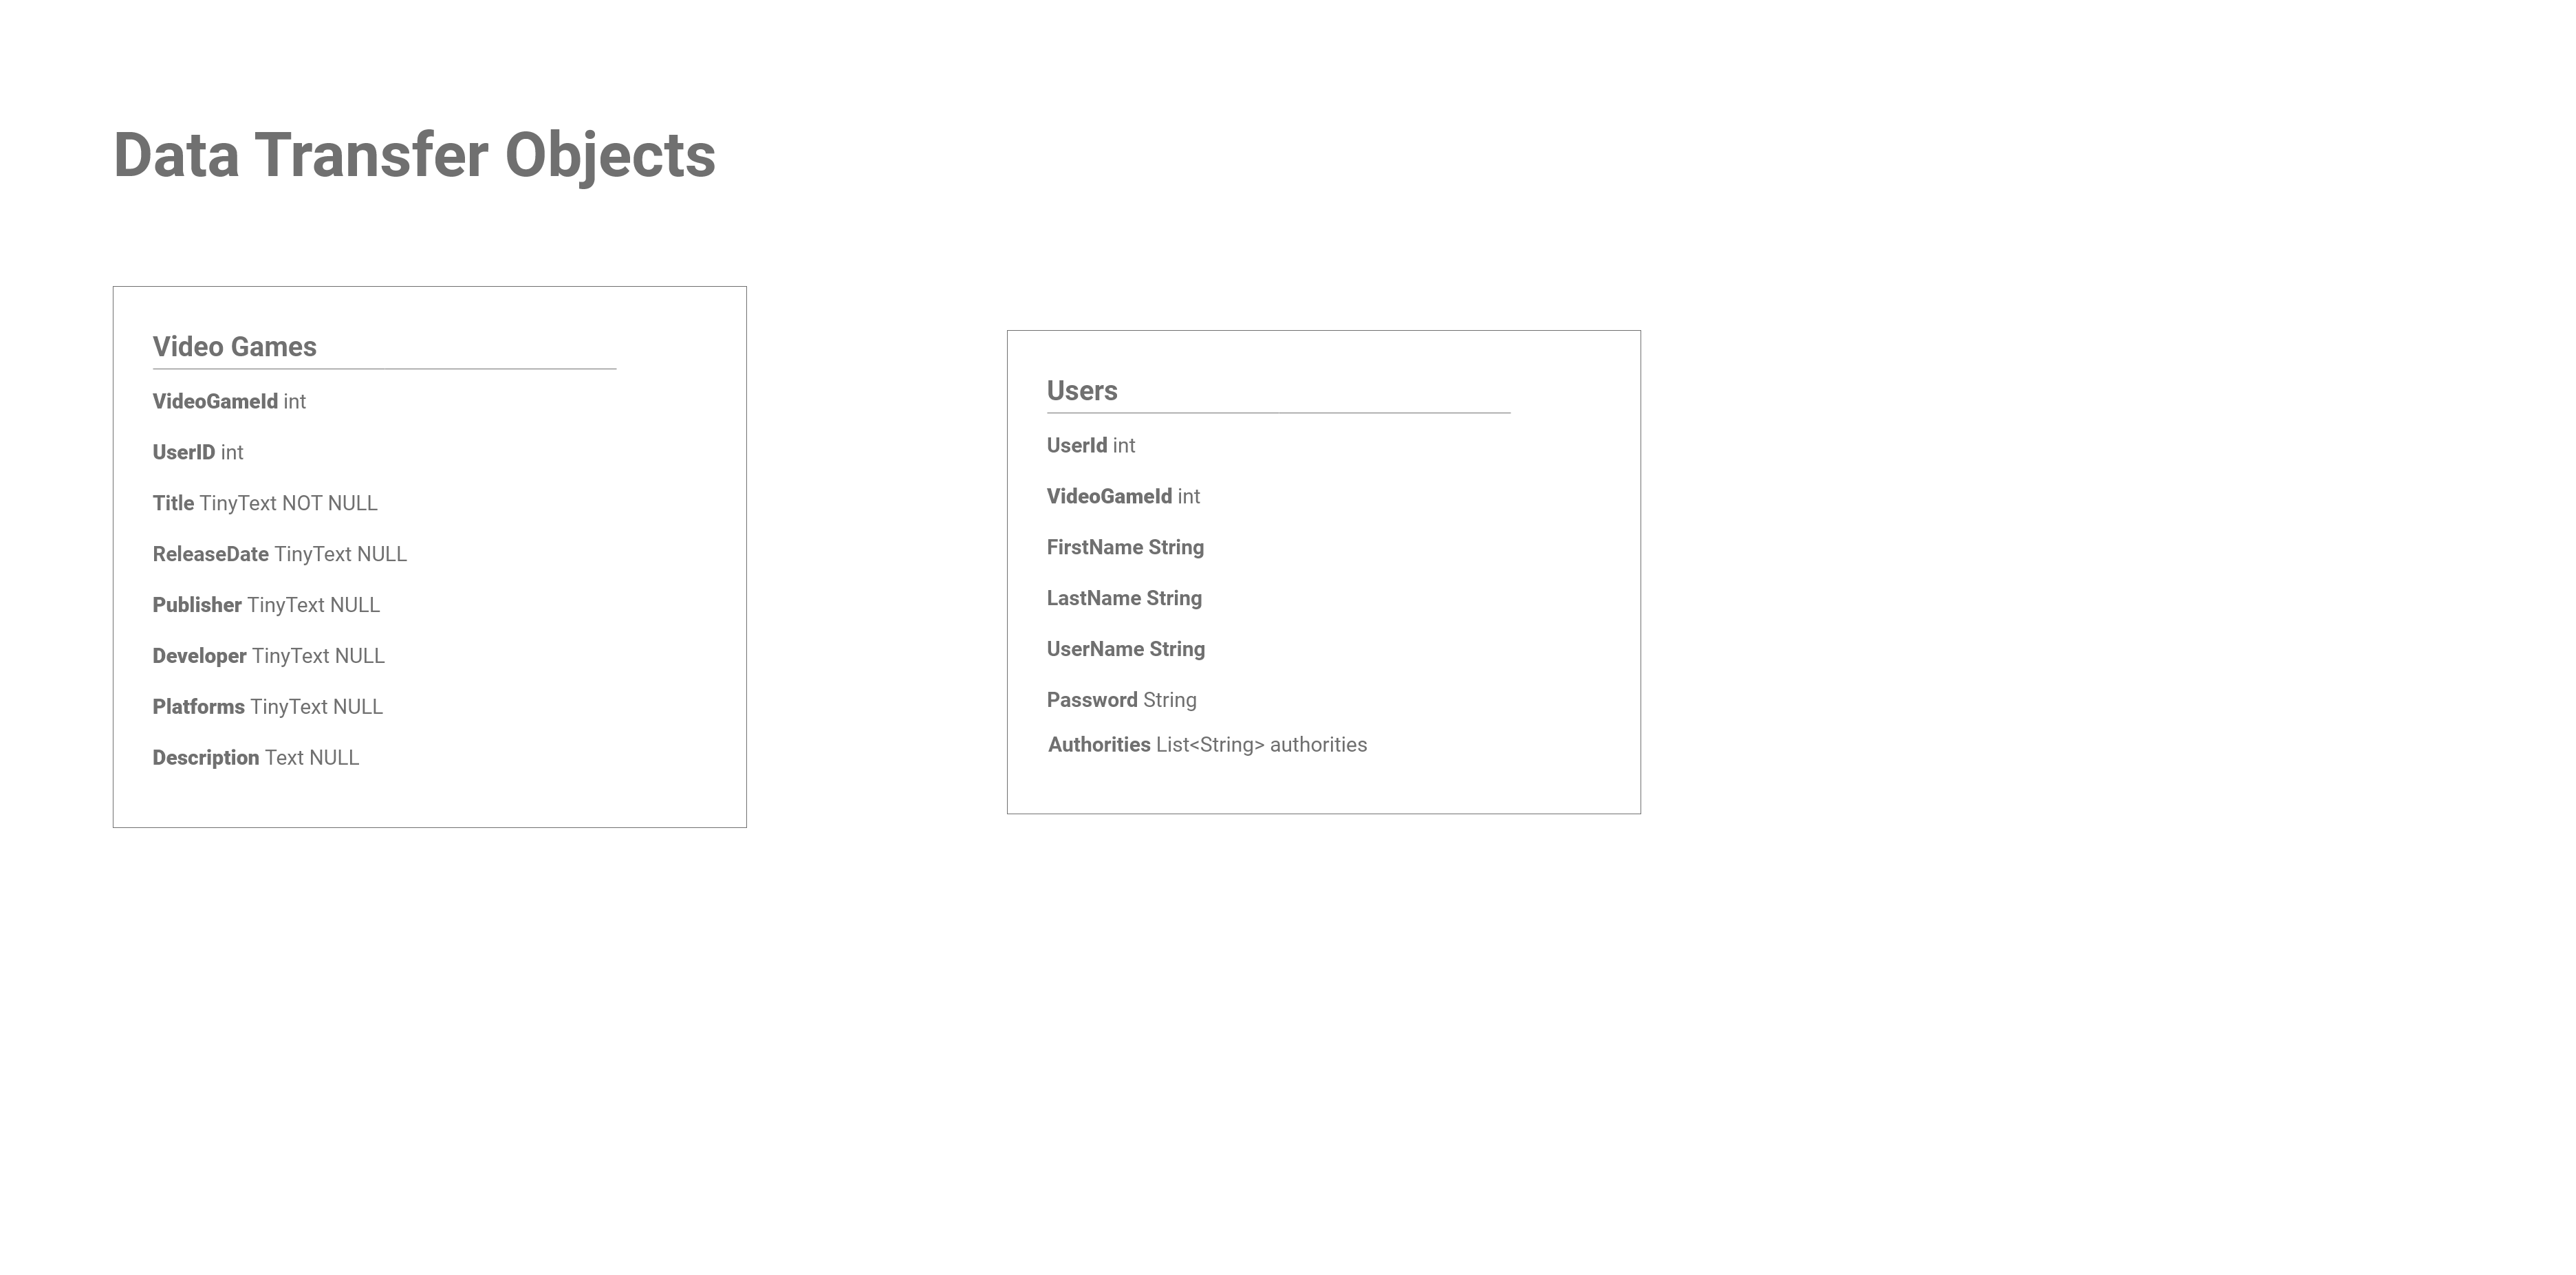 Data Transfer Objects
Video Games
VideoGameId int
UserID int
Title TinyText NOT NULL
ReleaseDate TinyText NULL
Publisher TinyText NULL
Developer TinyText NULL
Platforms TinyText NULL
Description Text NULL
Users
UserId int
VideoGameId int
FirstName String
LastName String
UserName String
Password String
Authorities List<String> authorities